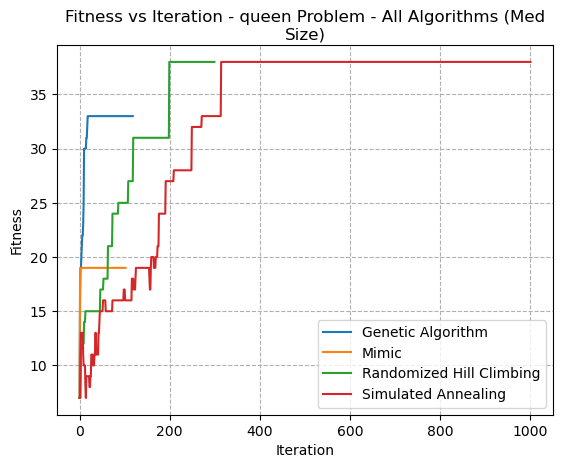 Fitness vs Iteration - queen Problem - All Algorithms (Med
Size)
Fitness
35
30
25
20
15
10
0
200
400
600
800
1000
Iteration
Genetic Algorithm
Mimic
Randomized Hill Climbing
Simulated Annealing